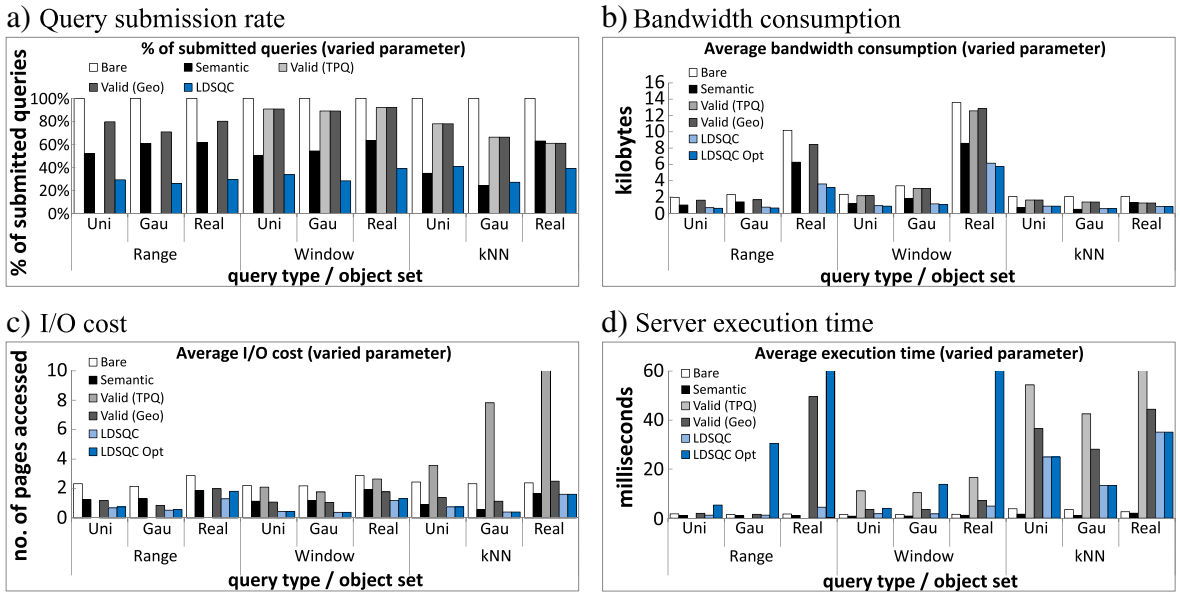 a) Query submission rate
% of submitted queries (varied parameter)
Bare
Semantic
Valid (TPQ)
Valid (Geo)
LDSQC
% of submitted queries
100%
80%
60%
40%
20%
0%
Uni
Gau
Real
Uni
Gau
Real
Uni
Gau
Real
Range
Window
kNN
query type / object set
b) Bandwidth consumption
Average bandwidth consumption (varied parameter)
Bare
Semantic
Valid (TPQ)
Valid (Geo)
LDSQC
LDSQC Opt
kilobytes
16
14
12
10
8
6
4
2
0
Uni
Gau
Real
Uni
Gau
Real
Uni
Gau
Real
Range
Window
kNN
query type / object set
c) I/O cost
Average I/O cost (varied parameter)
Bare
Semantic
Valid (TPQ)
Valid (Geo)
LDSQC
LDSQC Opt
no. of pages accessed
10
8
6
4
2
0
Uni
Gau
Real
Uni
Gau
Real
Uni
Gau
Real
Range
Window
kNN
query type / object set
d) Server execution time
Average execution time (varied parameter)
Bare
Semantic
Valid (TPQ)
Valid (Geo)
LDSQC
LDSQC Opt
milliseconds
60
40
20
0
Uni
Gau
Real
Uni
Gau
Real
Uni
Gau
Real
Range
Window
kNN
query type / object set